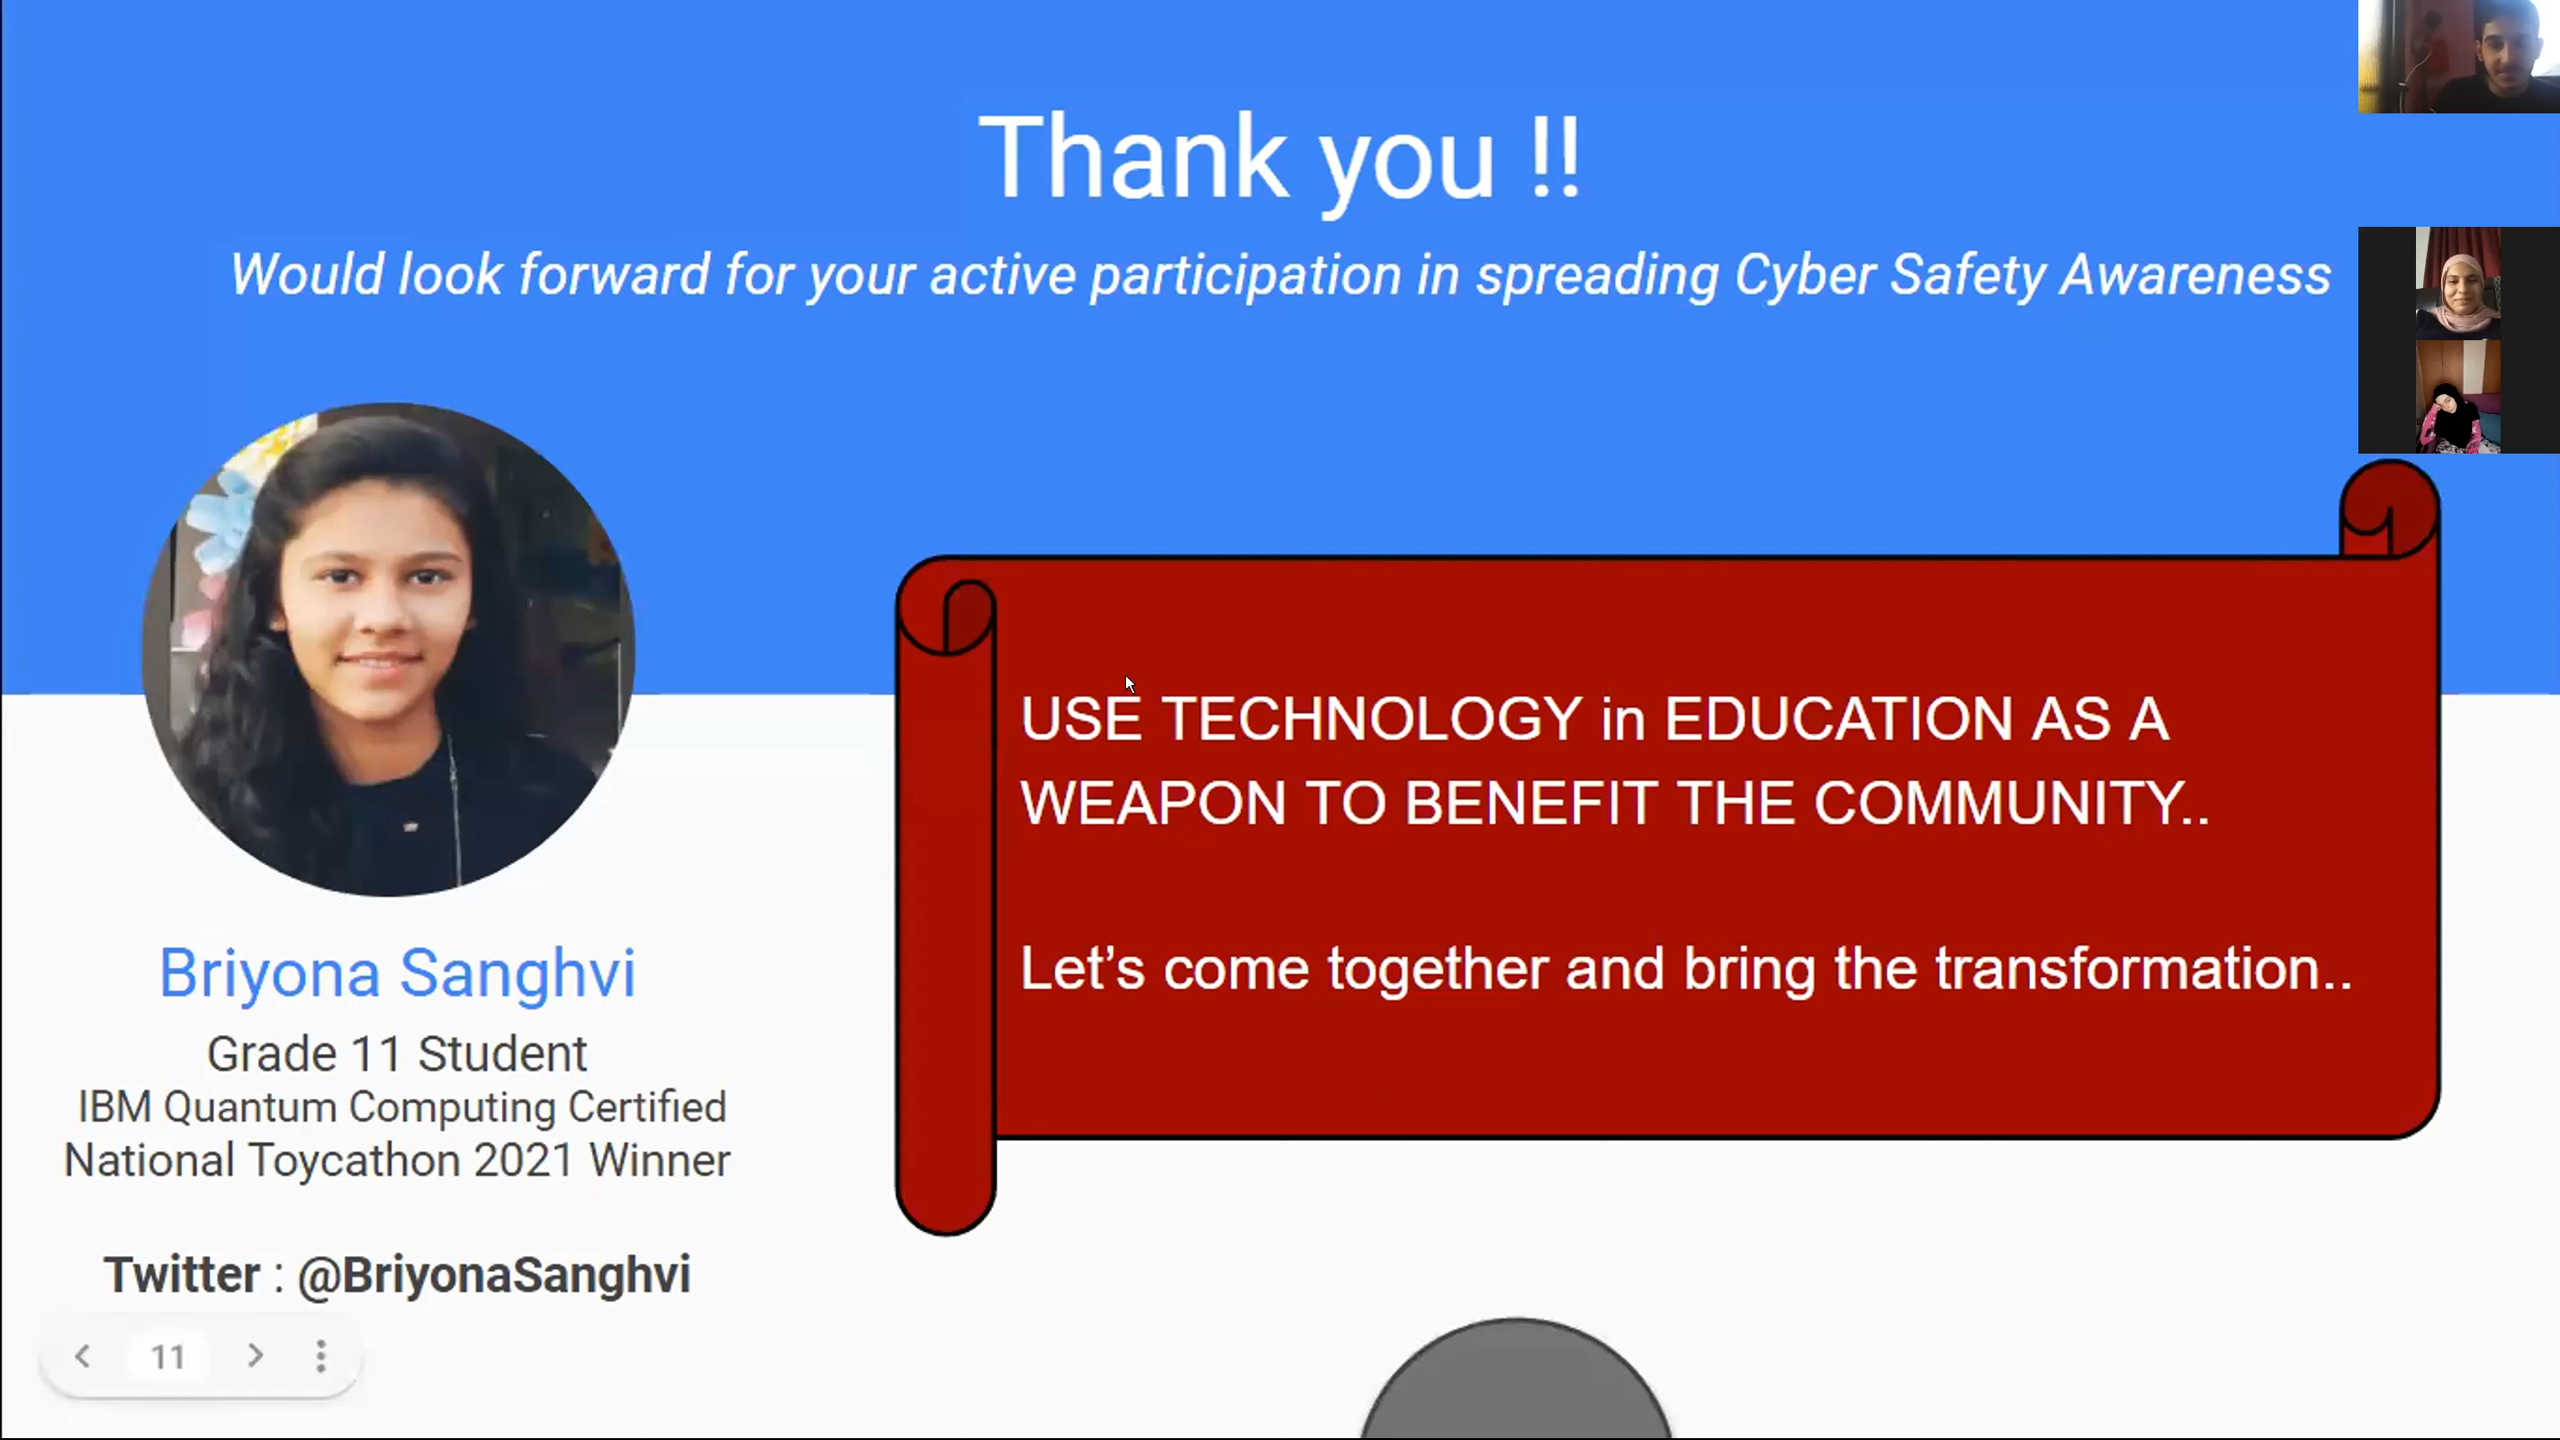 Thank you !!
Would look forward for your active participation in spreading Cyber Safety Awareness
USE TECHNOLOGY in EDUCATION AS A
WEAPON TO BENEFIT THE COMMUNITY..
Let’s come together and bring the transformation..
Briyona Sanghvi
Grade 11 Student
IBM Quantum Computing Certified
National Toycathon 2021 Winner
Twitter : @BriyonaSanghvi
11